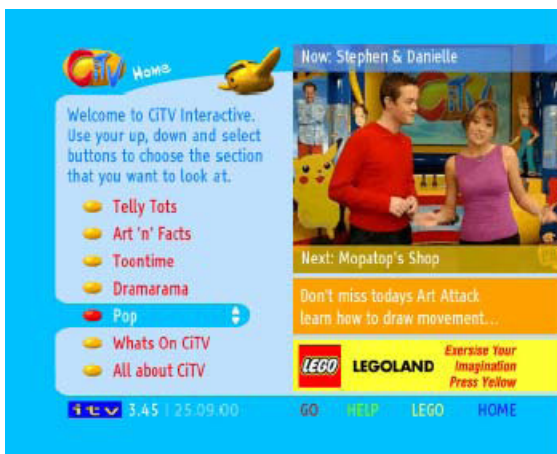 CiTV Home
Welcome to CiTV Interactive.
Use your up, down and select
buttons to choose the section
that you want to look at.
Telly Tots
Art 'n' Facts
Toontime
Dramarama
Pop
Whats On CiTV
All about CiTV
Now: Stephen & Danielle
CiTV
Next: Mopatop's Shop
Don't miss todays Art Attack
learn how to draw movement...
LEGO LEGOLAND
Exersise Your
Imagination
Press Yellow
itv 3.45 | 25.09.00
GO HELP LEGO HOME